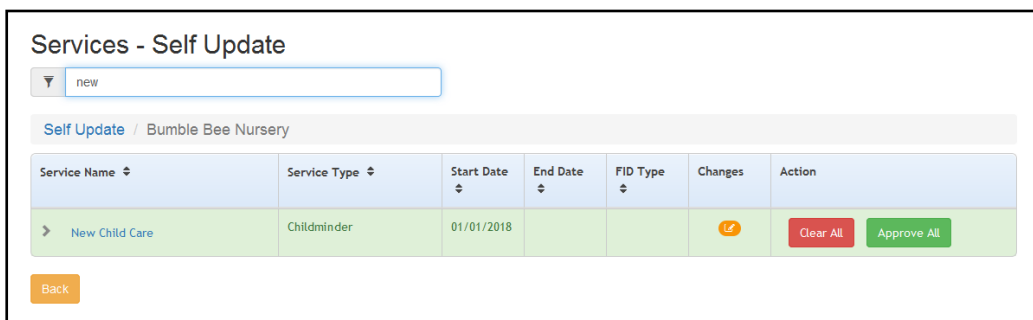 Services - Self Update
new
Self Update / Bumble Bee Nursery
Service Name Service Type Start Date End Date FID Type Changes Action
New Child Care Childminder 01/01/2018 Clear All Approve All
Back